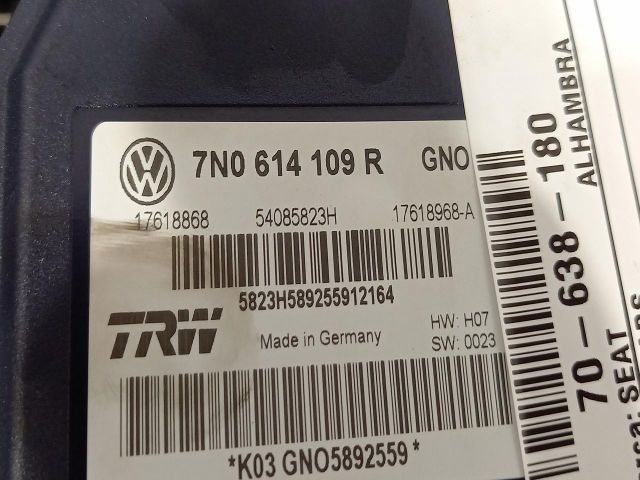 7N0 614 109 R GNO
17618868 54085823H 17618968-A
5823H589255912164
TRW Made in Germany HW: H07
SW: 0023
*K03 GNO5892559*
70-638-180
ALHAMBRA
SEAT